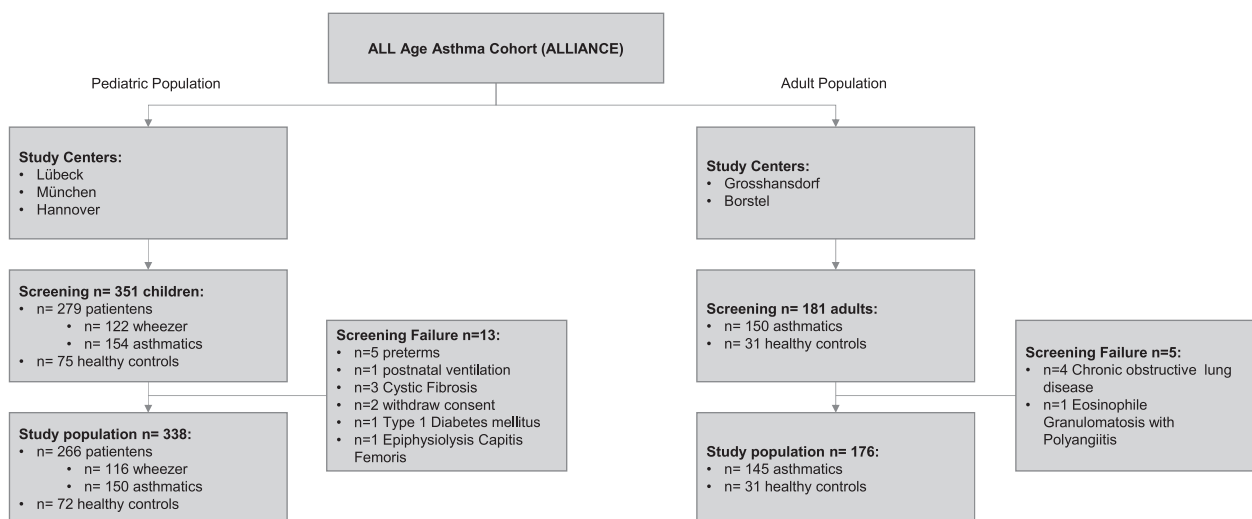 ALL Age Asthma Cohort (ALLIANCE)
Pediatric Population
Adult Population
Study Centers:
• Lübeck
• München
• Hannover
Study Centers:
• Grosshansdorf
• Borstel
Screening n= 351 children:
• n= 279 patientens
• n= 122 wheezer
• n= 154 asthmatics
• n= 75 healthy controls
Screening n= 181 adults:
• n= 150 asthmatics
• n= 31 healthy controls
Screening Failure n=13:
• n=5 preterms
• n=1 postnatal ventilation
• n=3 Cystic Fibrosis
• n=2 withdraw consent
• n=1 Type 1 Diabetes mellitus
• n=1 Epiphysiolysis Capitis
Femoris
Screening Failure n=5:
• n=4 Chronic obstructive lung
disease
• n=1 Eosinophile
Granulomatosis with
Polyangiitis
Study population n= 338:
• n= 266 patientens
• n= 116 wheezer
• n= 150 asthmatics
• n= 72 healthy controls
Study population n= 176:
• n= 145 asthmatics
• n= 31 healthy controls